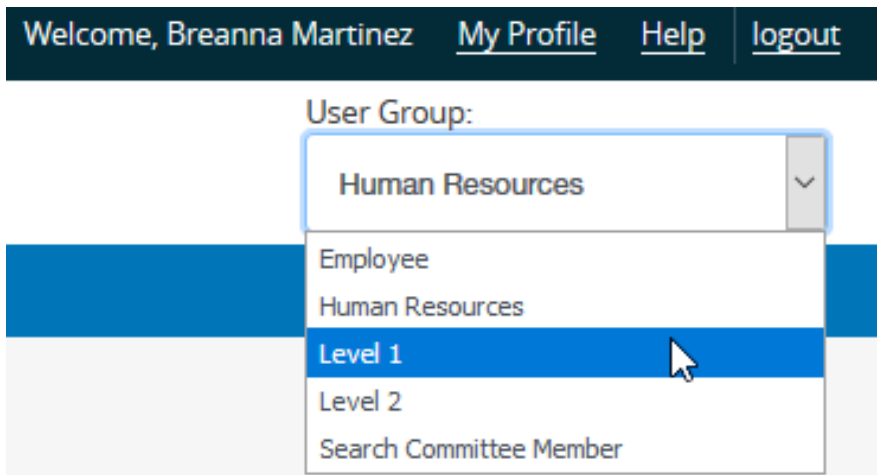 Welcome, Breanna Martinez My Profile Help logout
User Group:
Human Resources
Employee
Human Resources
Level 1
Level 2
Search Committee Member